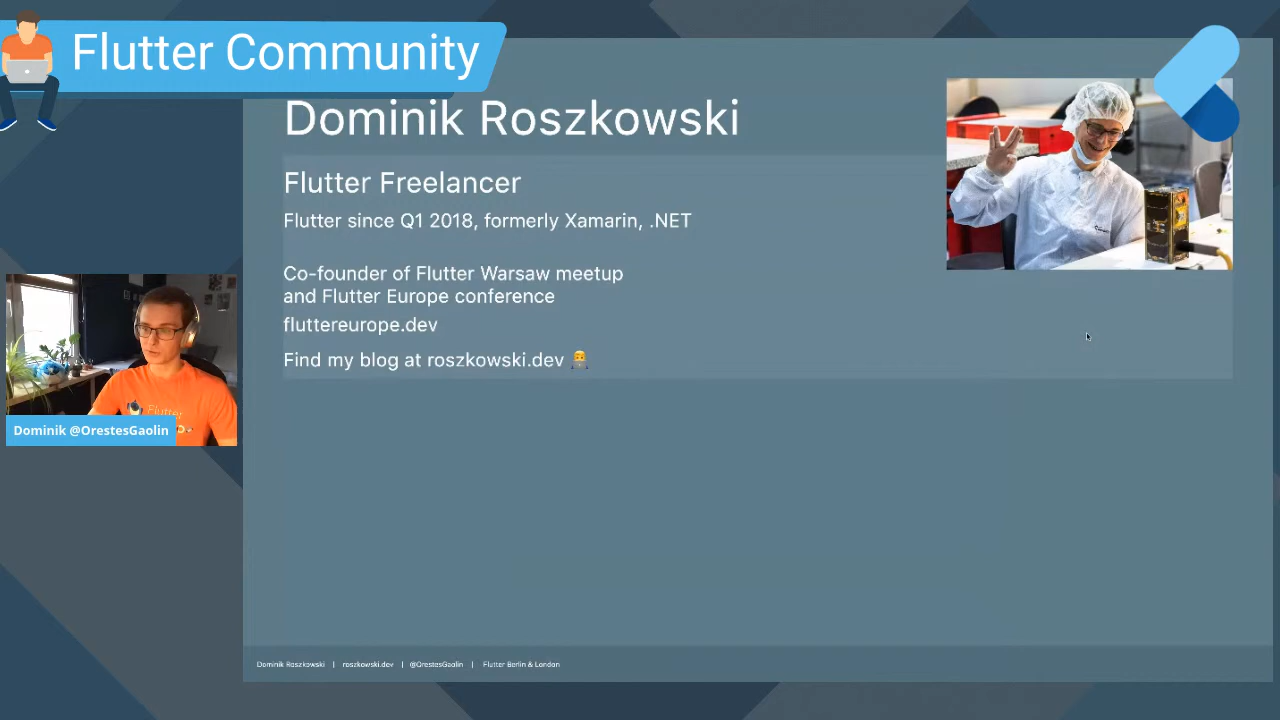 Flutter Community
Dominik Roszkowski
Flutter Freelancer
Flutter since Q1 2018, formerly Xamarin, .NET
Co-founder of Flutter Warsaw meetup
and Flutter Europe conference
fluttereurope.dev
Find my blog at roszkowski.dev 👨‍💻
Flutter
Dominik @OrestesGaolin
Dominik Roszkowski | roszkowski.dev | @OrestesGaolin | Flutter Berlin & London